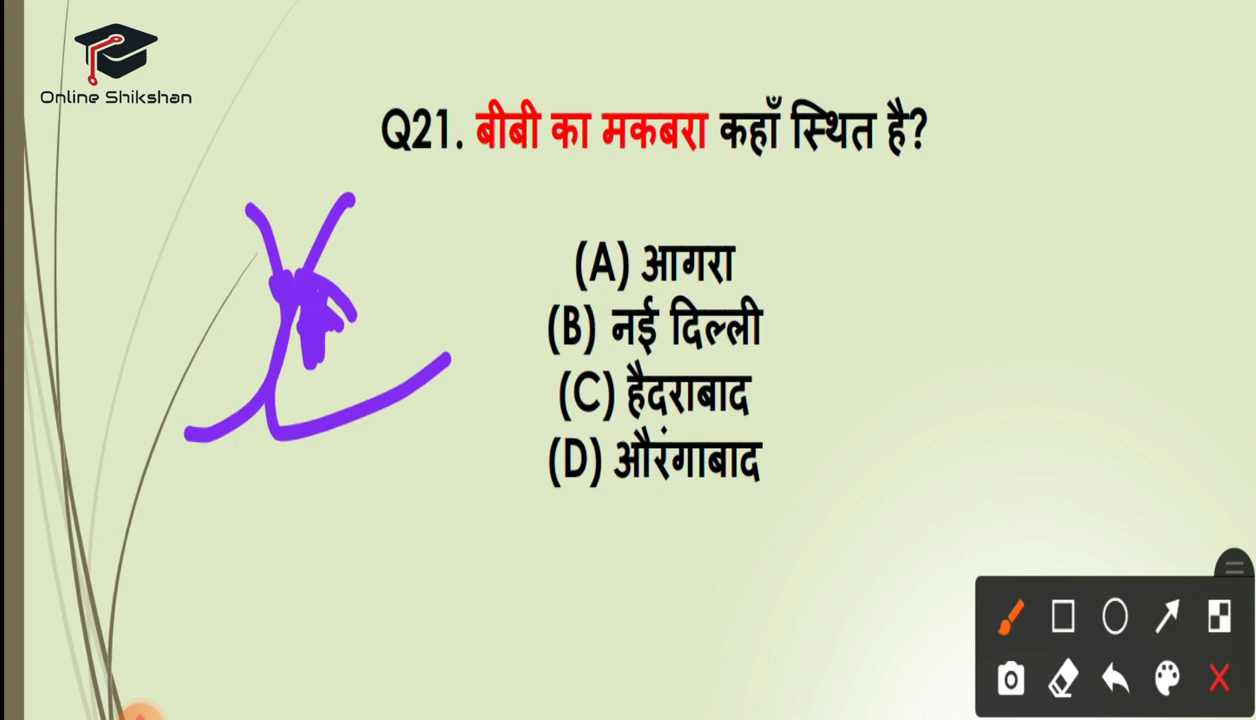 Online Shikshan
Q21. बीबी का मकबरा कहाँ स्थित है?
(A) आगरा
(B) नई दिल्ली
(C) हैदराबाद
(D) औरंगाबाद